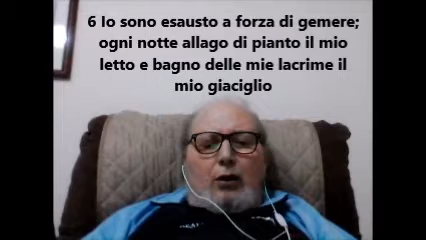 6 Io sono esausto a forza di gemere;
ogni notte allago di pianto il mio
letto e bagno delle mie lacrime il
mio giaciglio